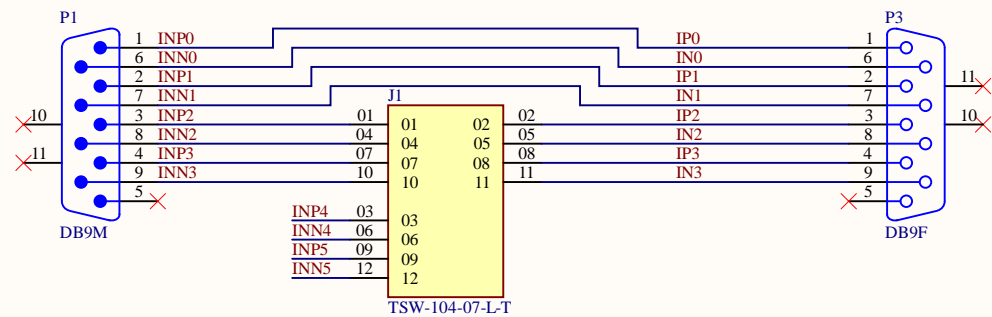 P1 P3
1 INP0 IP0 1
6 INN0 IN0 6
2 INP1 IP1 2 11
7 INN1 J1 IN1 7
10 3 INP2 01 01 02 02 IP2 3 10
8 INN2 04 04 05 05 IN2 8
11 4 INP3 07 07 08 08 IP3 4
9 INN3 10 10 11 11 IN3 9
5 5
INP4 03 03
DB9M INN4 06 06 DB9F
INP5 09 09
INN5 12 12
TSW-104-07-L-T